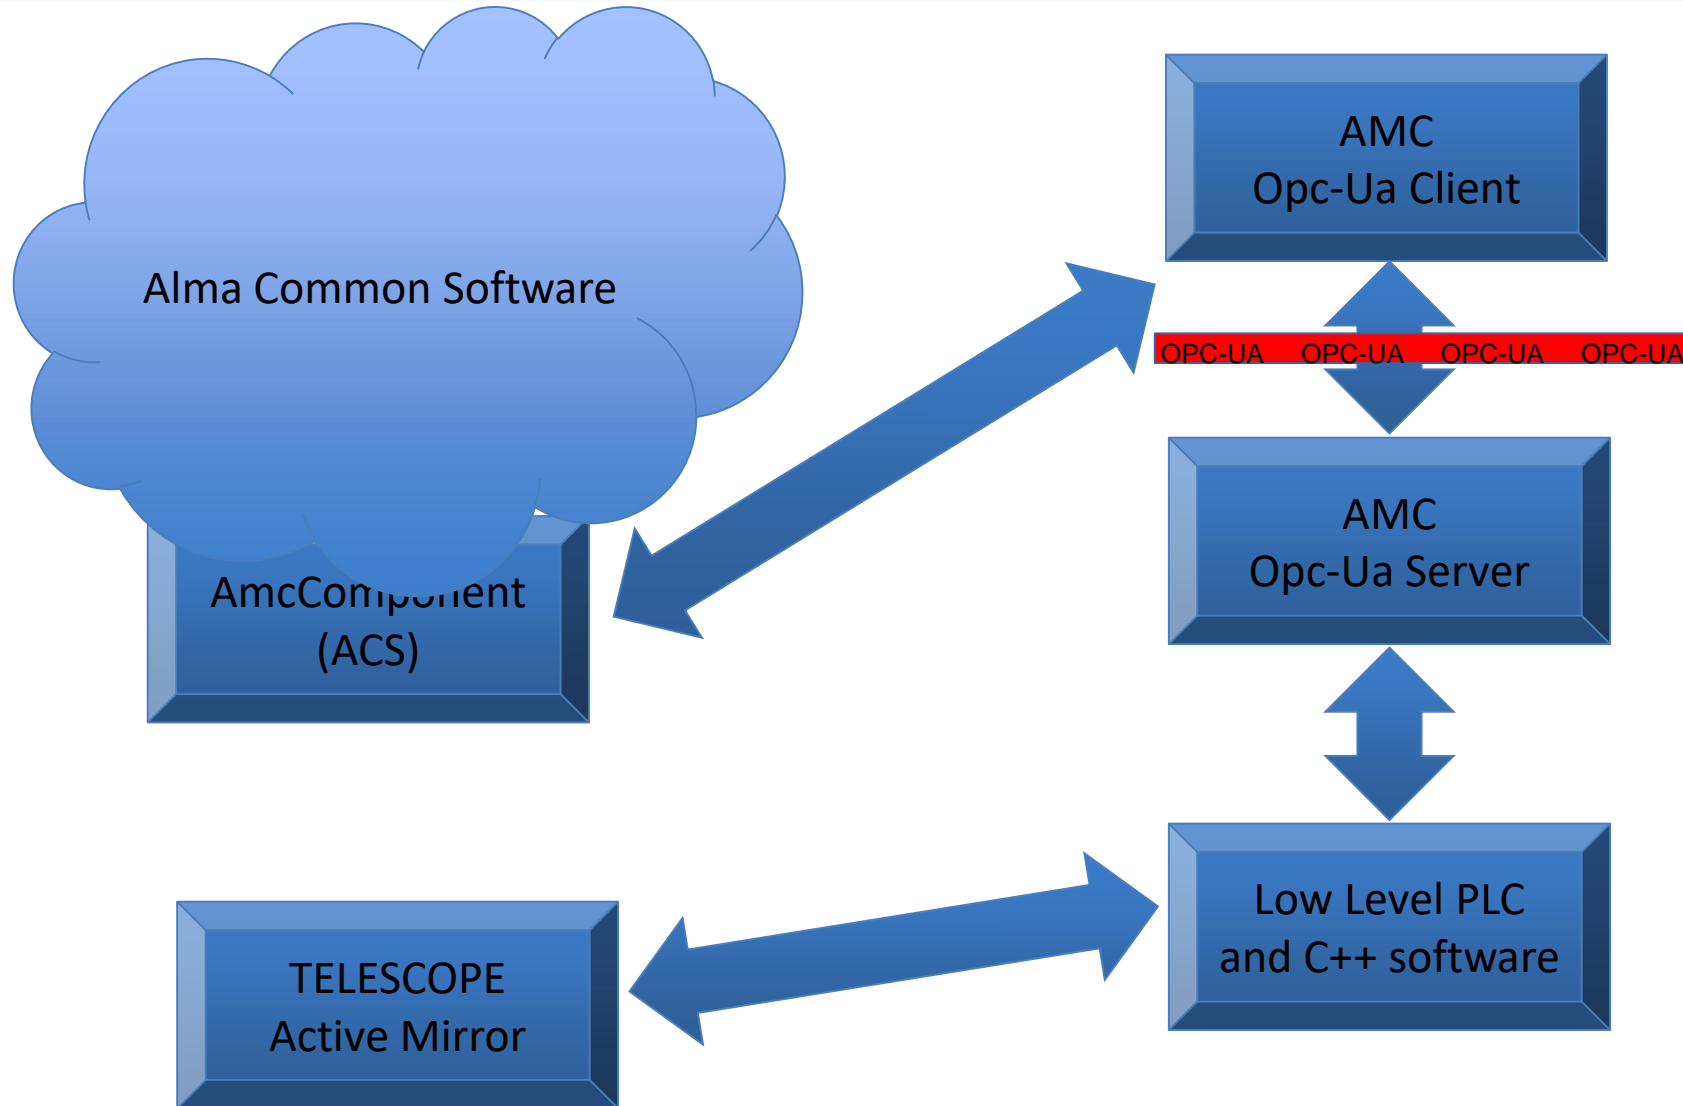 Alma Common Software
AmcComponent
(ACS)
AMC
Opc-Ua Client
OPC-UA OPC-UA OPC-UA OPC-UA
AMC
Opc-Ua Server
Low Level PLC
and C++ software
TELESCOPE
Active Mirror